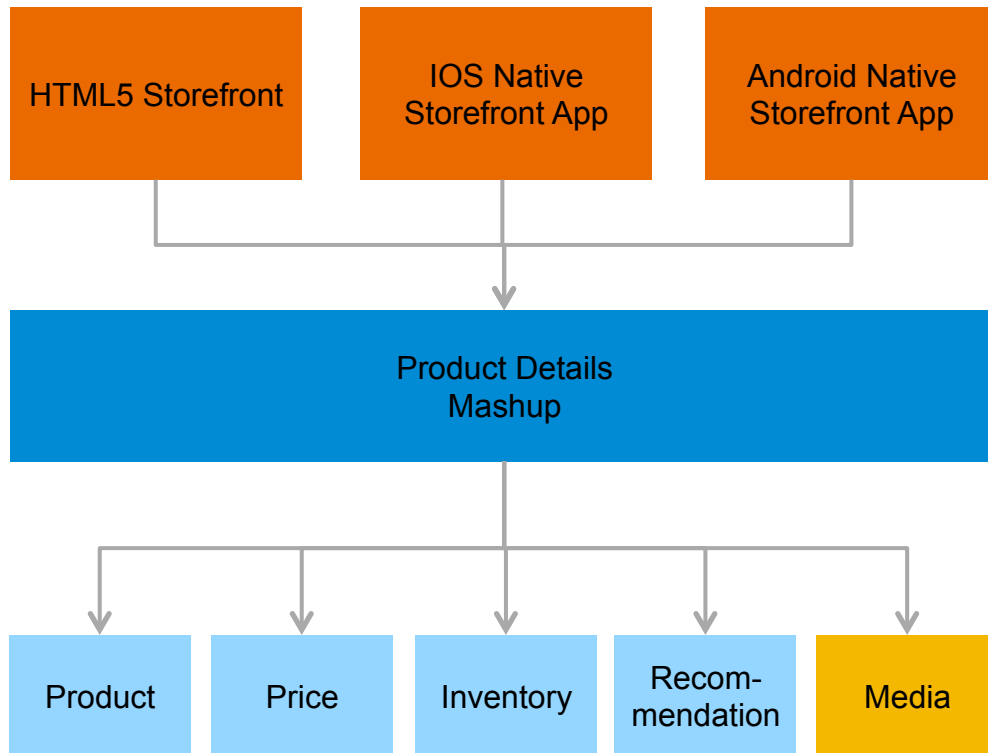 HTML5 Storefront
IOS Native
Storefront App
Android Native
Storefront App
Product Details
Mashup
Product
Price
Inventory
Recom-
mendation
Media